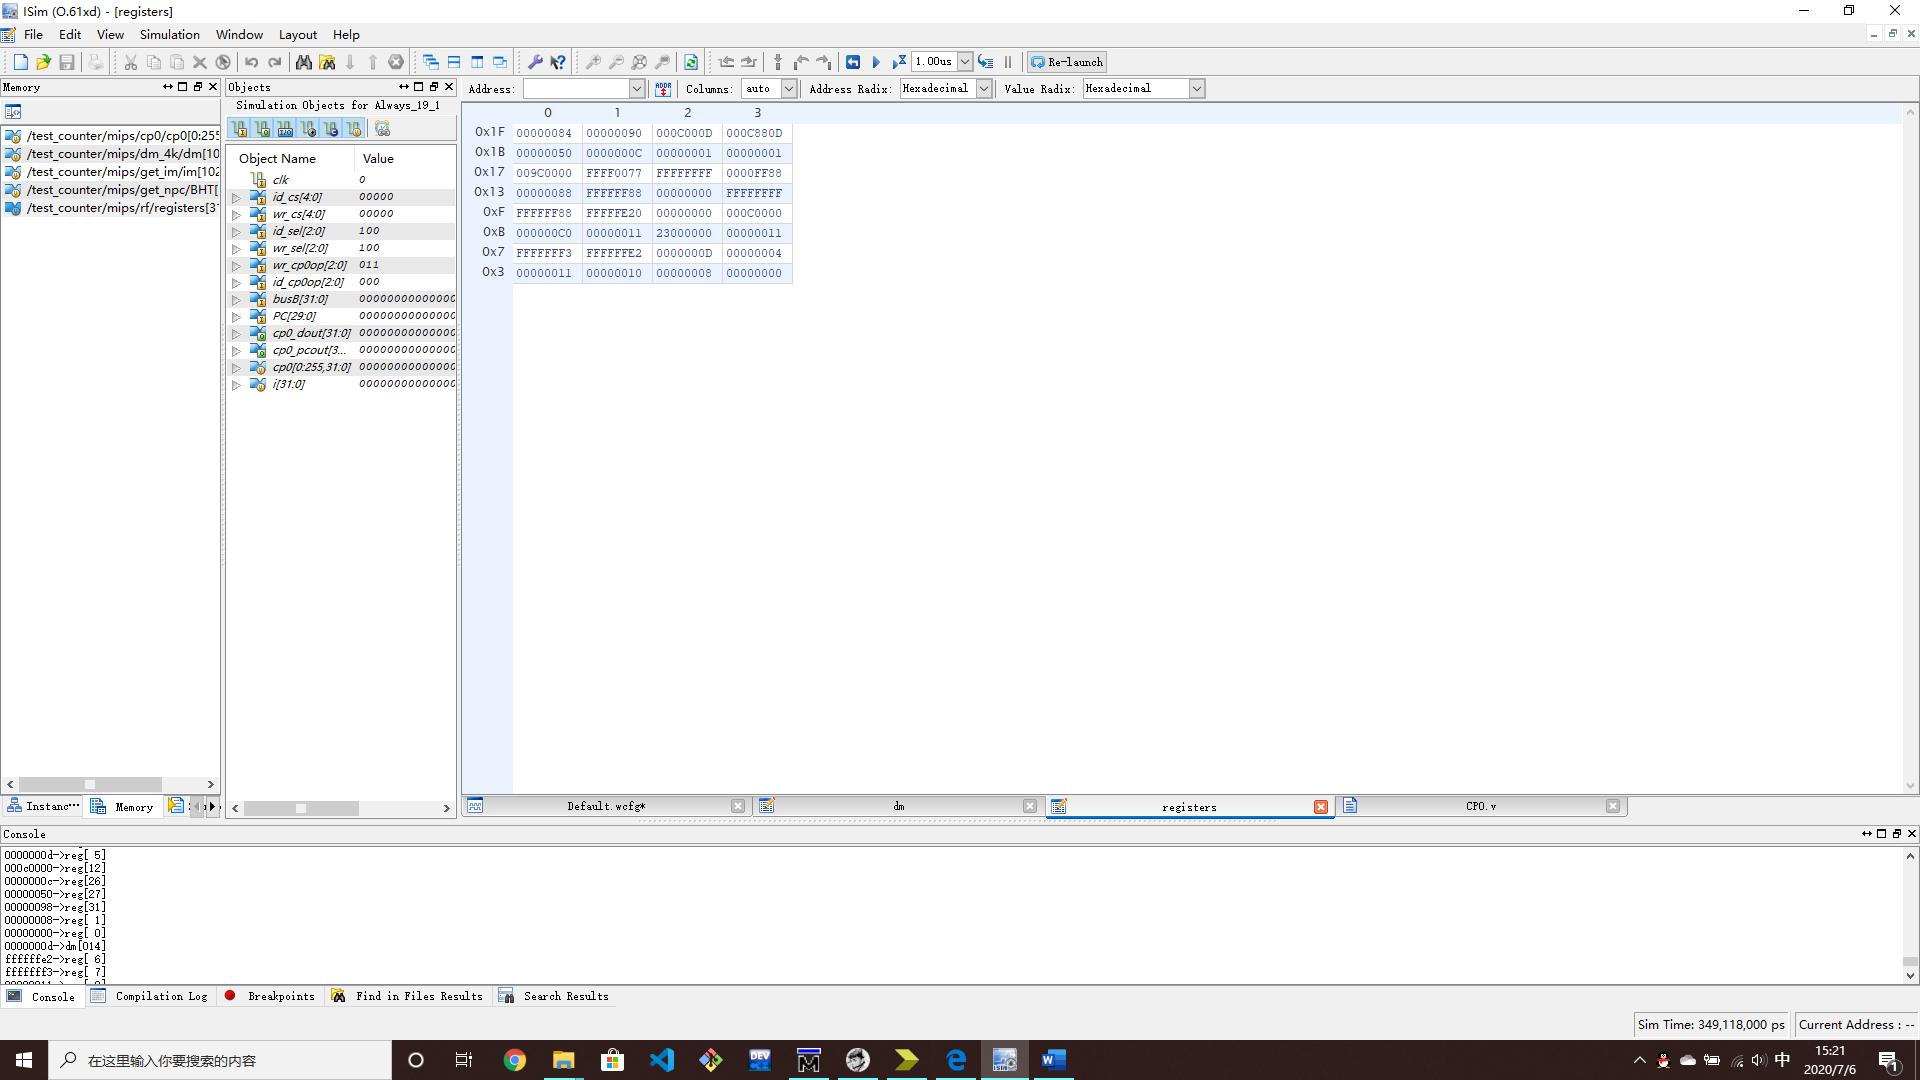 ISim (O.61xd) - [registers]
File Edit View Simulation Window Layout Help
1.00us Re-launch
Memory
/test_counter/mips/cp0/cp0[0:255
/test_counter/mips/dm_4k/dm[10
/test_counter/mips/get_im/im[102
/test_counter/mips/get_npc/BHT[
/test_counter/mips/rf/registers[31
Instanc... Memory
Objects
Simulation Objects for Always_19_1
Object Name Value
clk 0
id_cs[4:0] 00000
wr_cs[4:0] 00000
id_sel[2:0] 100
wr_sel[2:0] 100
wr_cp0op[2:0] 011
id_cp0op[2:0] 000
busB[31:0] 00000000000000
PC[29:0] 00000000000000
cp0_dout[31:0] 00000000000000
cp0_pcout[3... 00000000000000
cp0[0:255,31:0] 00000000000000
i[31:0] 00000000000000
Address: ADDR Columns: auto Address Radix: Hexadecimal Value Radix: Hexadecimal
0 1 2 3
0x1F 00000084 00000090 000C000D 000C880D
0x1B 00000050 0000000C 00000001 00000001
0x17 009C0000 FFFF0077 FFFFFFFF 0000FF88
0x13 00000088 FFFFFF88 00000000 FFFFFFFF
0xF FFFFFF88 FFFFFE20 00000000 000C0000
0xB 000000C0 00000011 23000000 00000011
0x7 FFFFFFF3 FFFFFFE2 0000000D 00000004
0x3 00000011 00000010 00000008 00000000
Default.wcfg* dm registers CP0.v
Console
0000000d->reg[ 5]
000c0000->reg[12]
0000000c->reg[26]
00000050->reg[27]
00000098->reg[31]
00000008->reg[ 1]
00000000->reg[ 0]
0000000d->dm[014]
ffffffe2->reg[ 6]
fffffff3->reg[ 7]
Console Compilation Log Breakpoints Find in Files Results Search Results
Sim Time: 349,118,000 ps Current Address : --
在这里输入你要搜索的内容
DEV
中
15:21
2020/7/6
1